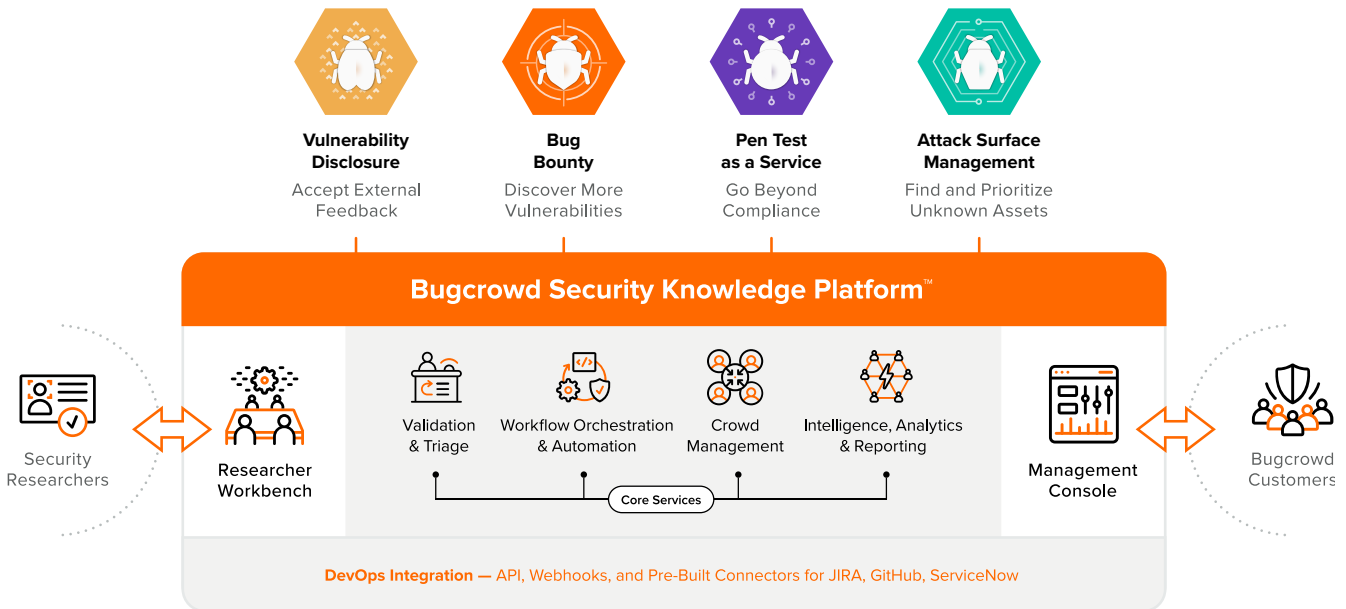 Vulnerability
Disclosure
Accept External
Feedback
Bug
Bounty
Discover More
Vulnerabilities
Pen Test
as a Service
Go Beyond
Compliance
Attack Surface
Management
Find and Prioritize
Unknown Assets
Bugcrowd Security Knowledge Platform™
Security
Researchers
Researcher
Workbench
</>
Validation
& Triage
Workflow Orchestration
& Automation
Crowd
Management
Intelligence, Analytics
& Reporting
Core Services
Management
Console
Bugcrowd
Customers
DevOps Integration — API, Webhooks, and Pre-Built Connectors for JIRA, GitHub, ServiceNow